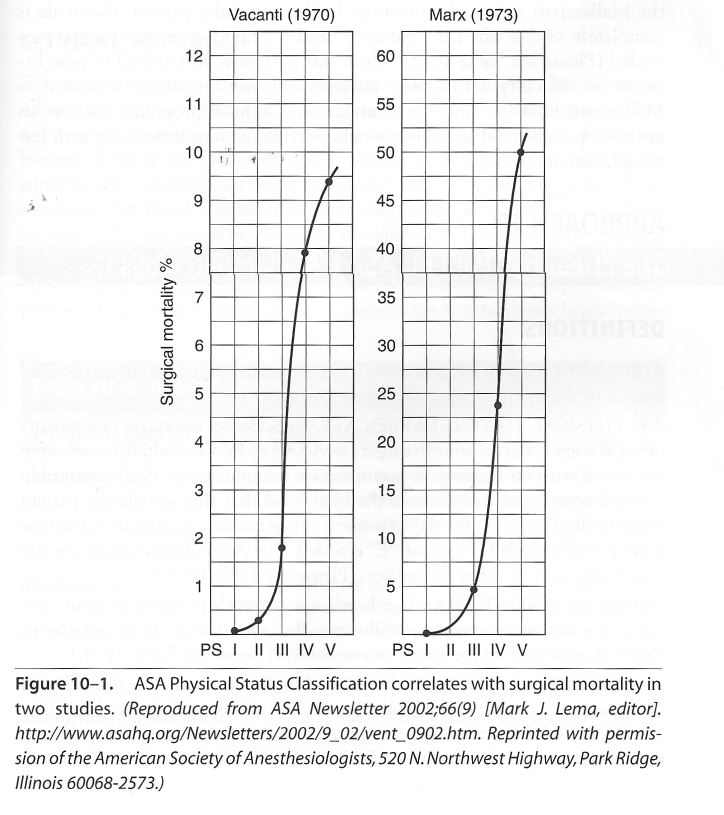 Vacanti (1970)
Marx (1973)
Surgical mortality %
12
11
10
9
8
7
6
5
4
3
2
1
60
55
50
45
40
35
30
25
20
15
10
5
PS I II III IV V
PS I II III IV V
Figure 10–1. ASA Physical Status Classification correlates with surgical mortality in
two studies. (Reproduced from ASA Newsletter 2002;66(9) [Mark J. Lema, editor].
http://www.asahq.org/Newsletters/2002/9_02/vent_0902.htm. Reprinted with permis-
sion of the American Society of Anesthesiologists, 520 N. Northwest Highway, Park Ridge,
Illinois 60068-2573.)